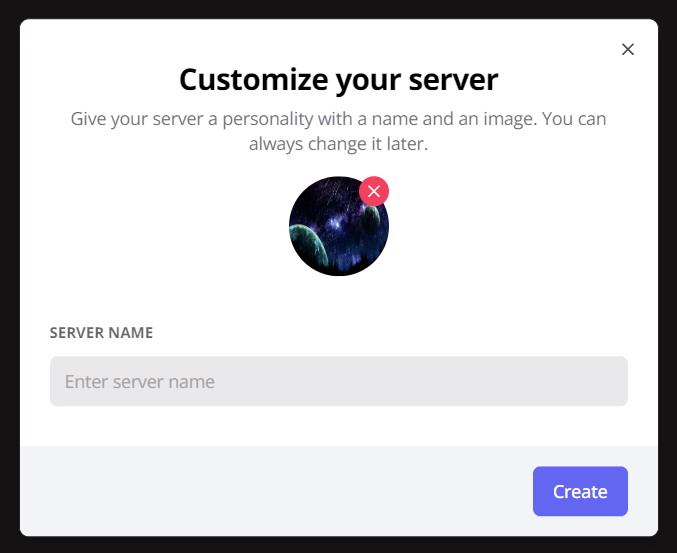 Customize your server
Give your server a personality with a name and an image. You can
always change it later.
SERVER NAME
Enter server name
Create